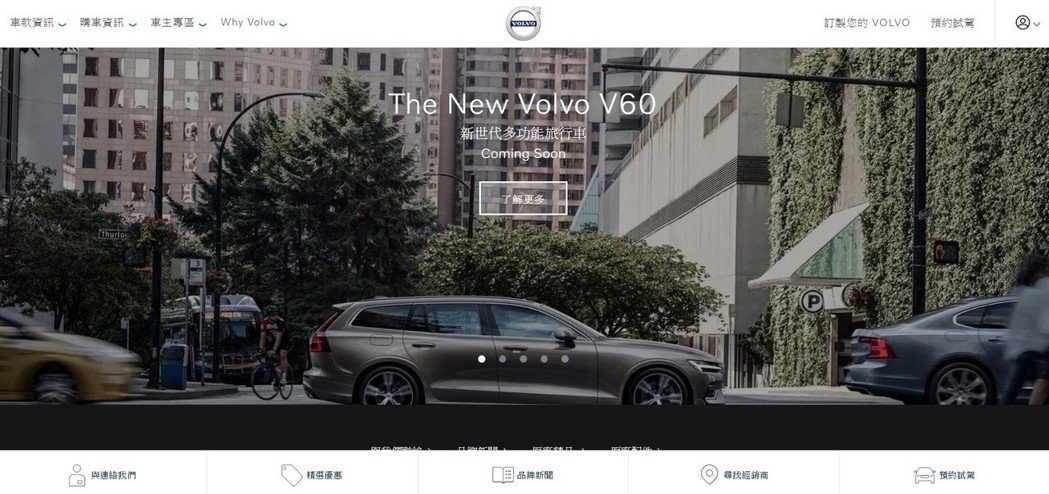 車款資訊 購車資訊 車主專區 Why Volvo
VOLVO
訂製您的 VOLVO 預約試駕
The New Volvo V60
新世代多功能旅行車
Coming Soon
了解更多
Thurlow
3
P
與連絡我們 精選優惠 品牌新聞 尋找經銷商 預約試駕